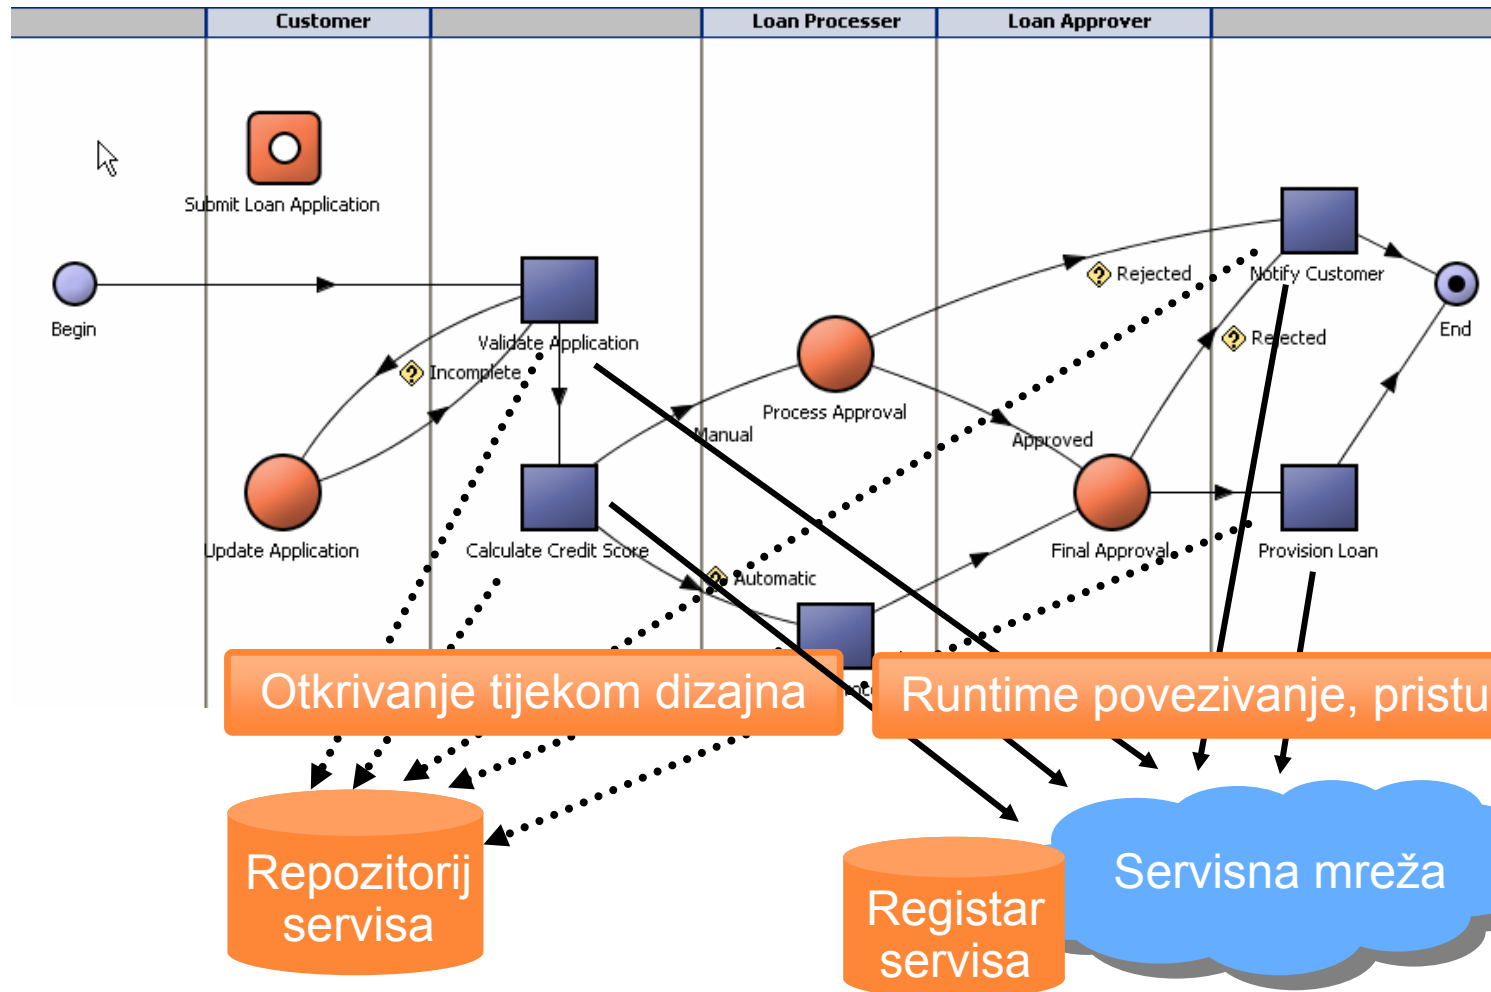 Customer
Loan Processer
Loan Approver
Submit Loan Application
Begin
Validate Application
Incomplete
Rejected
Notify Customer
Rejected
End
Process Approval
Manual
Approved
Update Application
Calculate Credit Score
Automatic
Final Approval
Provision Loan
Otkrivanje tijekom dizajna
Runtime povezivanje, pristu
Repozitorij
servisa
Registar
servisa
Servisna mreža